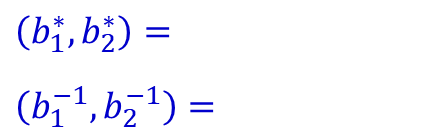 (b₁*, b₂*) =
(b₁⁻¹, b₂⁻¹) =